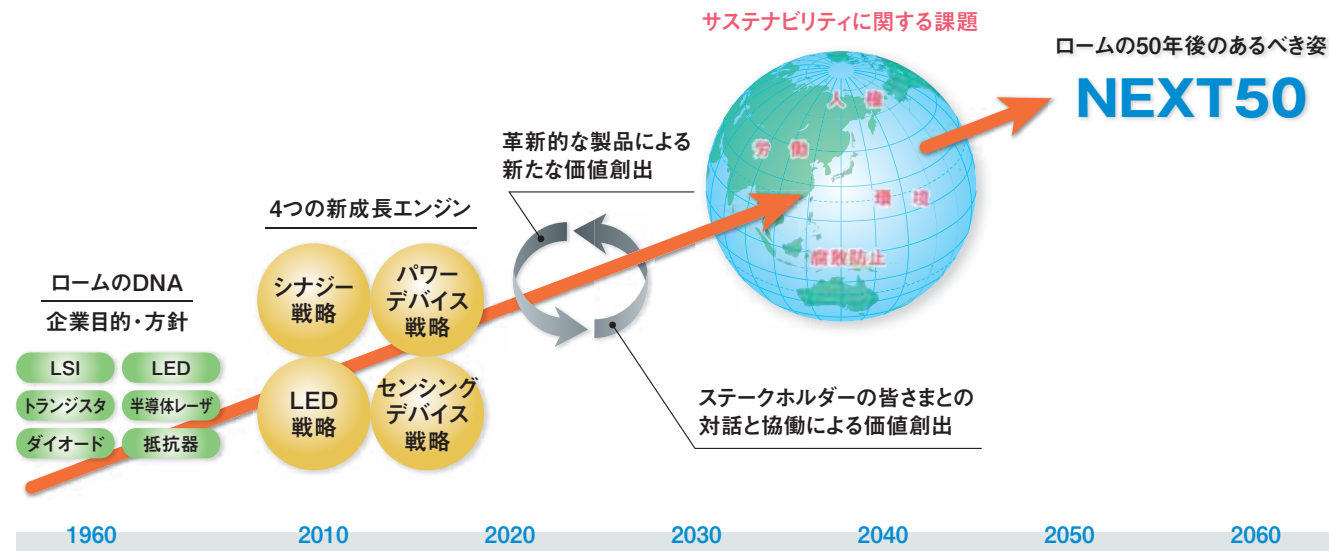 サステナビリティに関する課題
ロームの50年後のあるべき姿
NEXT50
人権
労働
環境
腐敗防止
革新的な製品による
新たな価値創出
4つの新成長エンジン
シナジー
戦略
パワー
デバイス
戦略
LED
戦略
センシング
デバイス
戦略
ロームのDNA
企業目的・方針
LSI
LED
トランジスタ
半導体レーザ
ダイオード
抵抗器
ステークホルダーの皆さまとの
対話と協働による価値創出
1960
2010
2020
2030
2040
2050
2060